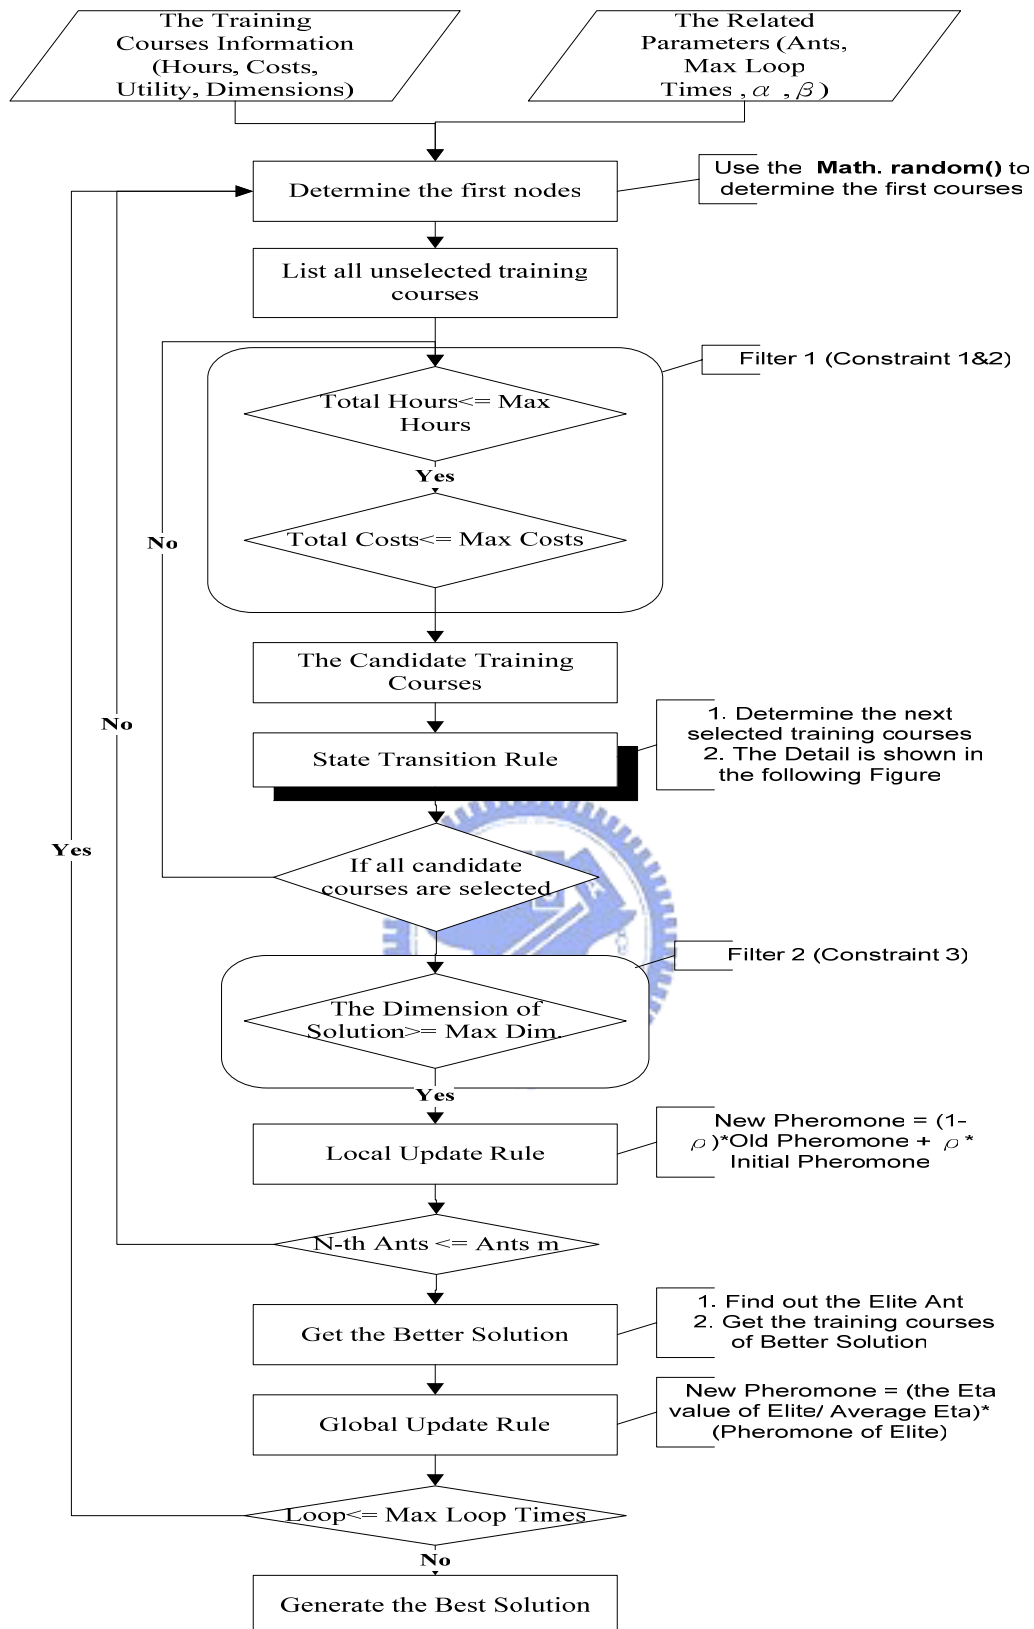 The Training
Courses Information
(Hours, Costs,
Utility, Dimensions)
The Related
Parameters (Ants,
Max Loop
Times , α , β )
Determine the first nodes
Use the Math. random() to
determine the first courses
List all unselected training
courses
Filter 1 (Constraint 1&2)
Total Hours<= Max
Hours
Yes
Total Costs<= Max Costs
No
The Candidate Training
Courses
No
State Transition Rule
1. Determine the next
selected training courses
2. The Detail is shown in
the following Figure
Yes
If all candidate
courses are selected
Filter 2 (Constraint 3)
The Dimension of
Solution>= Max Dim.
Yes
Local Update Rule
New Pheromone = (1-
ρ)*Old Pheromone + ρ*
Initial Pheromone
N-th Ants <= Ants m
Get the Better Solution
1. Find out the Elite Ant
2. Get the training courses
of Better Solution
Global Update Rule
New Pheromone = (the Eta
value of Elite/ Average Eta)*
(Pheromone of Elite)
Loop<= Max Loop Times
No
Generate the Best Solution